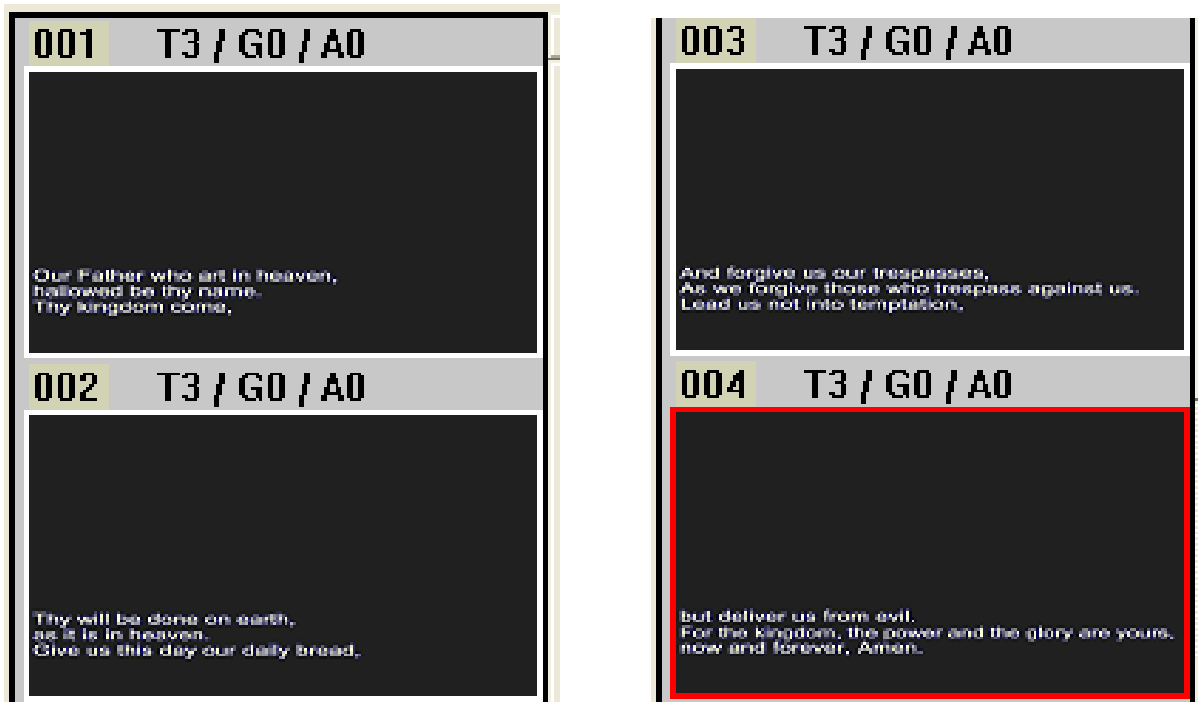 001 T3 / G0 / A0
Our Father who art in heaven,
hallowed be thy name.
Thy kingdom come,
002 T3 / G0 / A0
Thy will be done on earth,
as it is in heaven.
Give us this day our daily bread,
003 T3 / G0 / A0
And forgive us our trespasses,
As we forgive those who trespass against us.
Lead us not into temptation,
004 T3 / G0 / A0
but deliver us from evil.
For the kingdom, the power and the glory are yours,
now and forever, Amen.